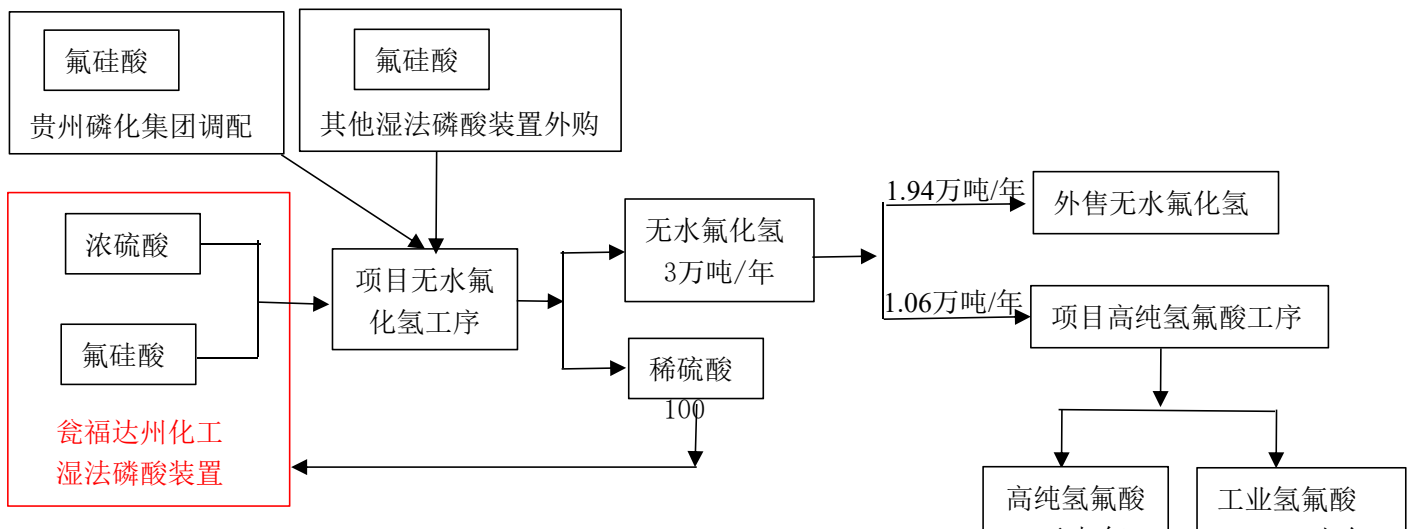 氟硅酸
贵州磷化集团调配
氟硅酸
其他湿法磷酸装置外购
浓硫酸
氟硅酸
瓮福达州化工
湿法磷酸装置
项目无水氟
化氢工序
无水氟化氢
3万吨/年
稀硫酸
100
1.94万吨/年
外售无水氟化氢
1.06万吨/年
项目高纯氢氟酸工序
高纯氢氟酸
工业氢氟酸